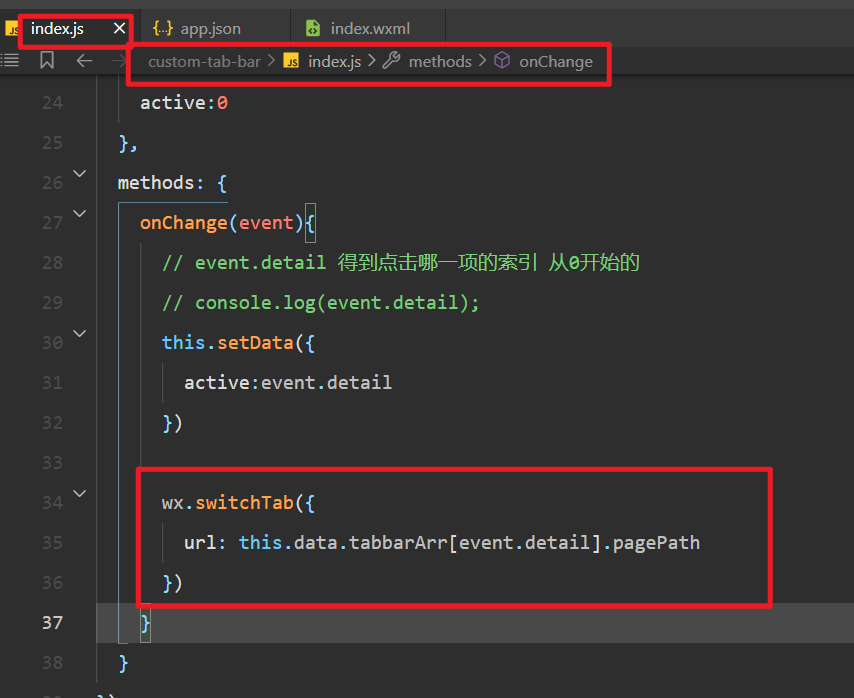 JS index.js × {..} app.json index.wxml
custom-tab-bar > JS index.js > methods > onChange
24 active:0
25 },
26 methods: {
27 onChange(event){
28 // event.detail 得到点击哪一项的索引 从0开始的
29 // console.log(event.detail);
30 this.setData({
31 active:event.detail
32 })
33
34 wx.switchTab({
35 url: this.data.tabbarArr[event.detail].pagePath
36 })
37 }
38 }